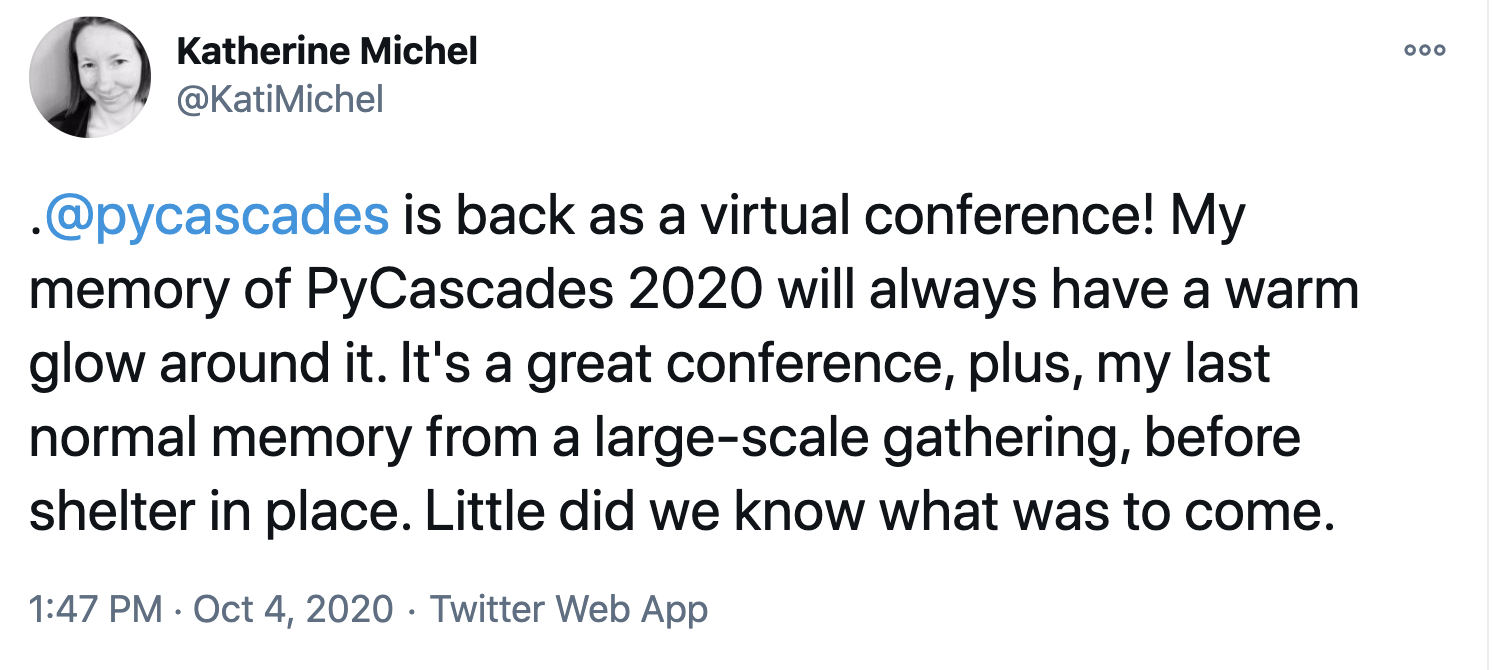 Katherine Michel
@KatiMichel
.@pycascades is back as a virtual conference! My
memory of PyCascades 2020 will always have a warm
glow around it. It's a great conference, plus, my last
normal memory from a large-scale gathering, before
shelter in place. Little did we know what was to come.
1:47 PM · Oct 4, 2020 · Twitter Web App